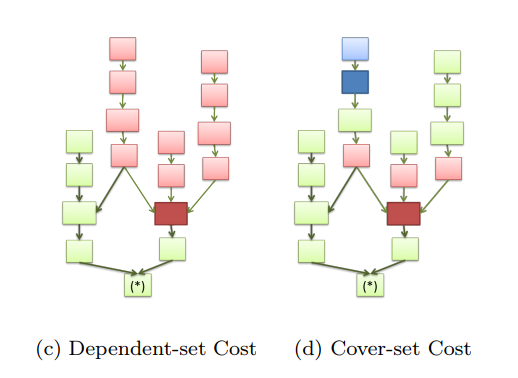 (*)
(*)
(c) Dependent-set Cost
(d) Cover-set Cost